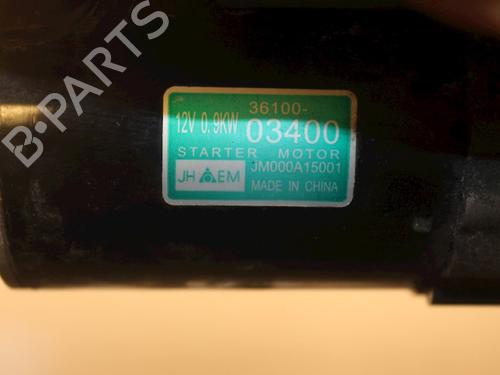 36100-
12V 0.9KW 03400
STARTER MOTOR
JM000A15001
JH EM
MADE IN CHINA
B-Parts